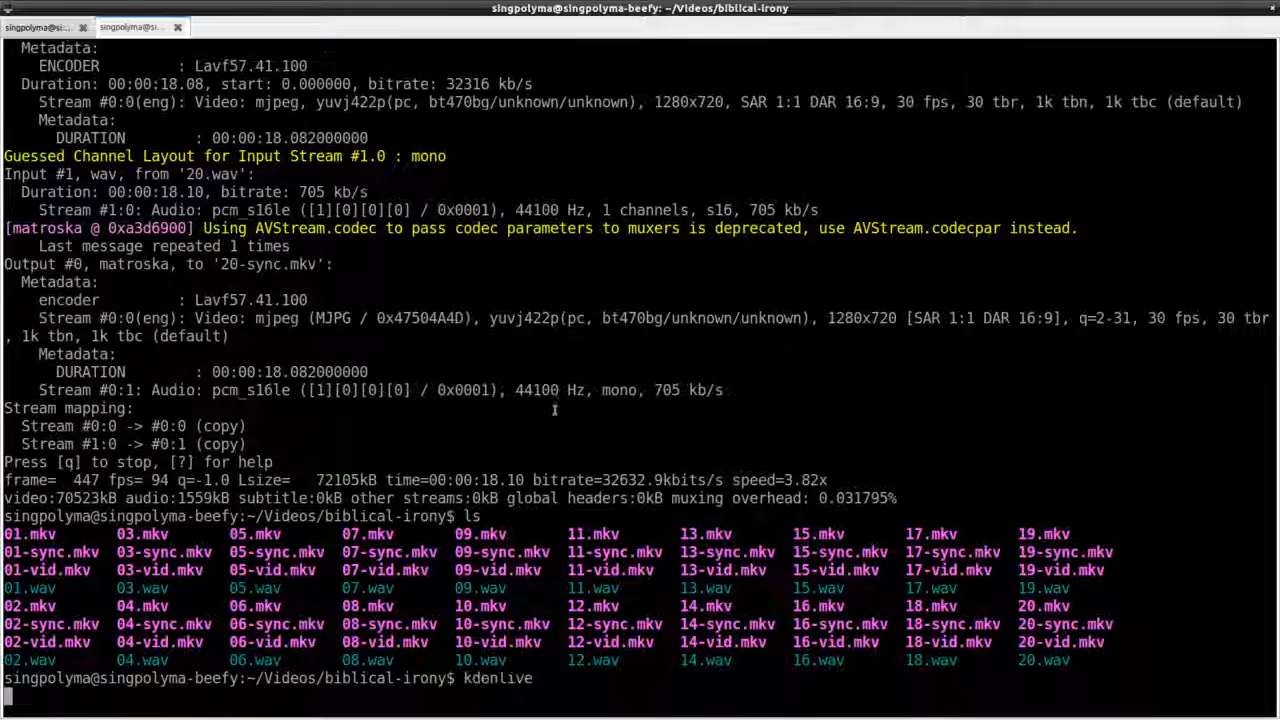 singpolyma@singpolyma-beefy: ~/Videos/biblical-irony
singpolyma@si... singpolyma@si...
Metadata:
ENCODER : Lavf57.41.100
Duration: 00:00:18.08, start: 0.000000, bitrate: 32316 kb/s
Stream #0:0(eng): Video: mjpeg, yuvj422p(pc, bt470bg/unknown/unknown), 1280x720, SAR 1:1 DAR 16:9, 30 fps, 30 tbr, 1k tbn, 1k tbc (default)
Metadata:
DURATION : 00:00:18.082000000
Guessed Channel Layout for Input Stream #1.0 : mono
Input #1, wav, from '20.wav':
Duration: 00:00:18.10, bitrate: 705 kb/s
Stream #1:0: Audio: pcm_s16le ([1][0][0][0] / 0x0001), 44100 Hz, 1 channels, s16, 705 kb/s
[matroska @ 0xa3d6900] Using AVStream.codec to pass codec parameters to muxers is deprecated, use AVStream.codecpar instead.
Last message repeated 1 times
Output #0, matroska, to '20-sync.mkv':
Metadata:
encoder : Lavf57.41.100
Stream #0:0(eng): Video: mjpeg (MJPG / 0x47504A4D), yuvj422p(pc, bt470bg/unknown/unknown), 1280x720 [SAR 1:1 DAR 16:9], q=2-31, 30 fps, 30 tbr
, 1k tbn, 1k tbc (default)
Metadata:
DURATION : 00:00:18.082000000
Stream #0:1: Audio: pcm_s16le ([1][0][0][0] / 0x0001), 44100 Hz, mono, 705 kb/s
Stream mapping:
Stream #0:0 -> #0:0 (copy)
Stream #1:0 -> #0:1 (copy)
Press [q] to stop, [?] for help
frame= 447 fps= 94 q=-1.0 Lsize= 72105kB time=00:00:18.10 bitrate=32632.9kbits/s speed=3.82x
video:70523kB audio:1559kB subtitle:0kB other streams:0kB global headers:0kB muxing overhead: 0.031795%
singpolyma@singpolyma-beefy:~/Videos/biblical-irony$ ls
01.mkv 03.mkv 05.mkv 07.mkv 09.mkv 11.mkv 13.mkv 15.mkv 17.mkv 19.mkv
01-sync.mkv 03-sync.mkv 05-sync.mkv 07-sync.mkv 09-sync.mkv 11-sync.mkv 13-sync.mkv 15-sync.mkv 17-sync.mkv 19-sync.mkv
01-vid.mkv 03-vid.mkv 05-vid.mkv 07-vid.mkv 09-vid.mkv 11-vid.mkv 13-vid.mkv 15-vid.mkv 17-vid.mkv 19-vid.mkv
01.wav 03.wav 05.wav 07.wav 09.wav 11.wav 13.wav 15.wav 17.wav 19.wav
02.mkv 04.mkv 06.mkv 08.mkv 10.mkv 12.mkv 14.mkv 16.mkv 18.mkv 20.mkv
02-sync.mkv 04-sync.mkv 06-sync.mkv 08-sync.mkv 10-sync.mkv 12-sync.mkv 14-sync.mkv 16-sync.mkv 18-sync.mkv 20-sync.mkv
02-vid.mkv 04-vid.mkv 06-vid.mkv 08-vid.mkv 10-vid.mkv 12-vid.mkv 14-vid.mkv 16-vid.mkv 18-vid.mkv 20-vid.mkv
02.wav 04.wav 06.wav 08.wav 10.wav 12.wav 14.wav 16.wav 18.wav 20.wav
singpolyma@singpolyma-beefy:~/Videos/biblical-irony$ kdenlive